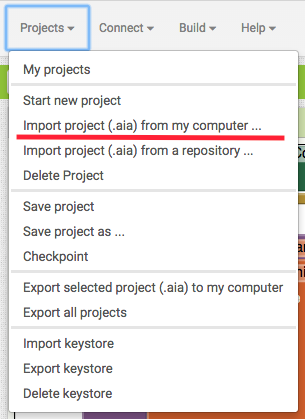 Projects Connect Build Help
My projects
Start new project
Import project (.aia) from my computer ...
Import project (.aia) from a repository ...
Delete Project
Save project
Save project as ...
Checkpoint
Export selected project (.aia) to my computer
Export all projects
Import keystore
Export keystore
Delete keystore